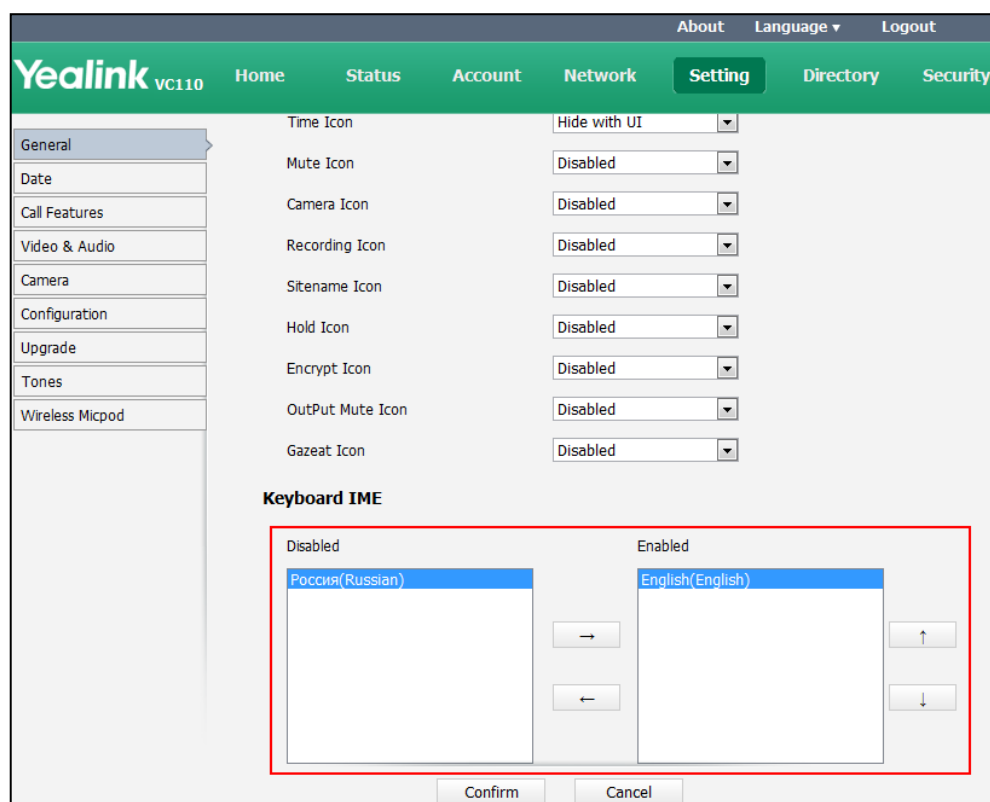 About Language ▾ Logout
Yealink VC110 Home Status Account Network Setting Directory Security
General
Date
Call Features
Video & Audio
Camera
Configuration
Upgrade
Tones
Wireless Micpod
Time Icon Hide with UI
Mute Icon Disabled
Camera Icon Disabled
Recording Icon Disabled
Sitename Icon Disabled
Hold Icon Disabled
Encrypt Icon Disabled
OutPut Mute Icon Disabled
Gazeat Icon Disabled
Keyboard IME
Disabled Enabled
Россия(Russian) English(English)
→ ↑
← ↓
Confirm Cancel